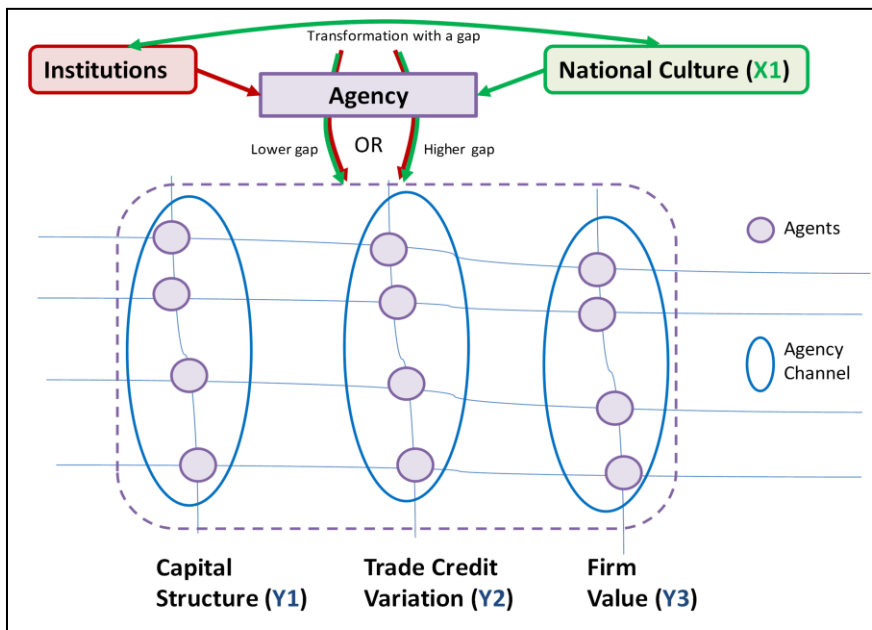 Transformation with a gap
Institutions
National Culture (X1)
Agency
Lower gap
OR
Higher gap
Agents
Agency
Channel
Capital
Structure (Y1)
Trade Credit
Variation (Y2)
Firm
Value (Y3)